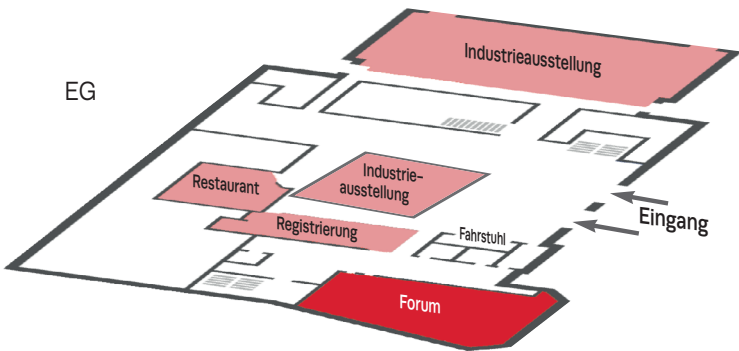 Industrieausstellung
EG
Industrie-
ausstellung
Restaurant
Eingang
Registrierung
Fahrstuhl
Forum